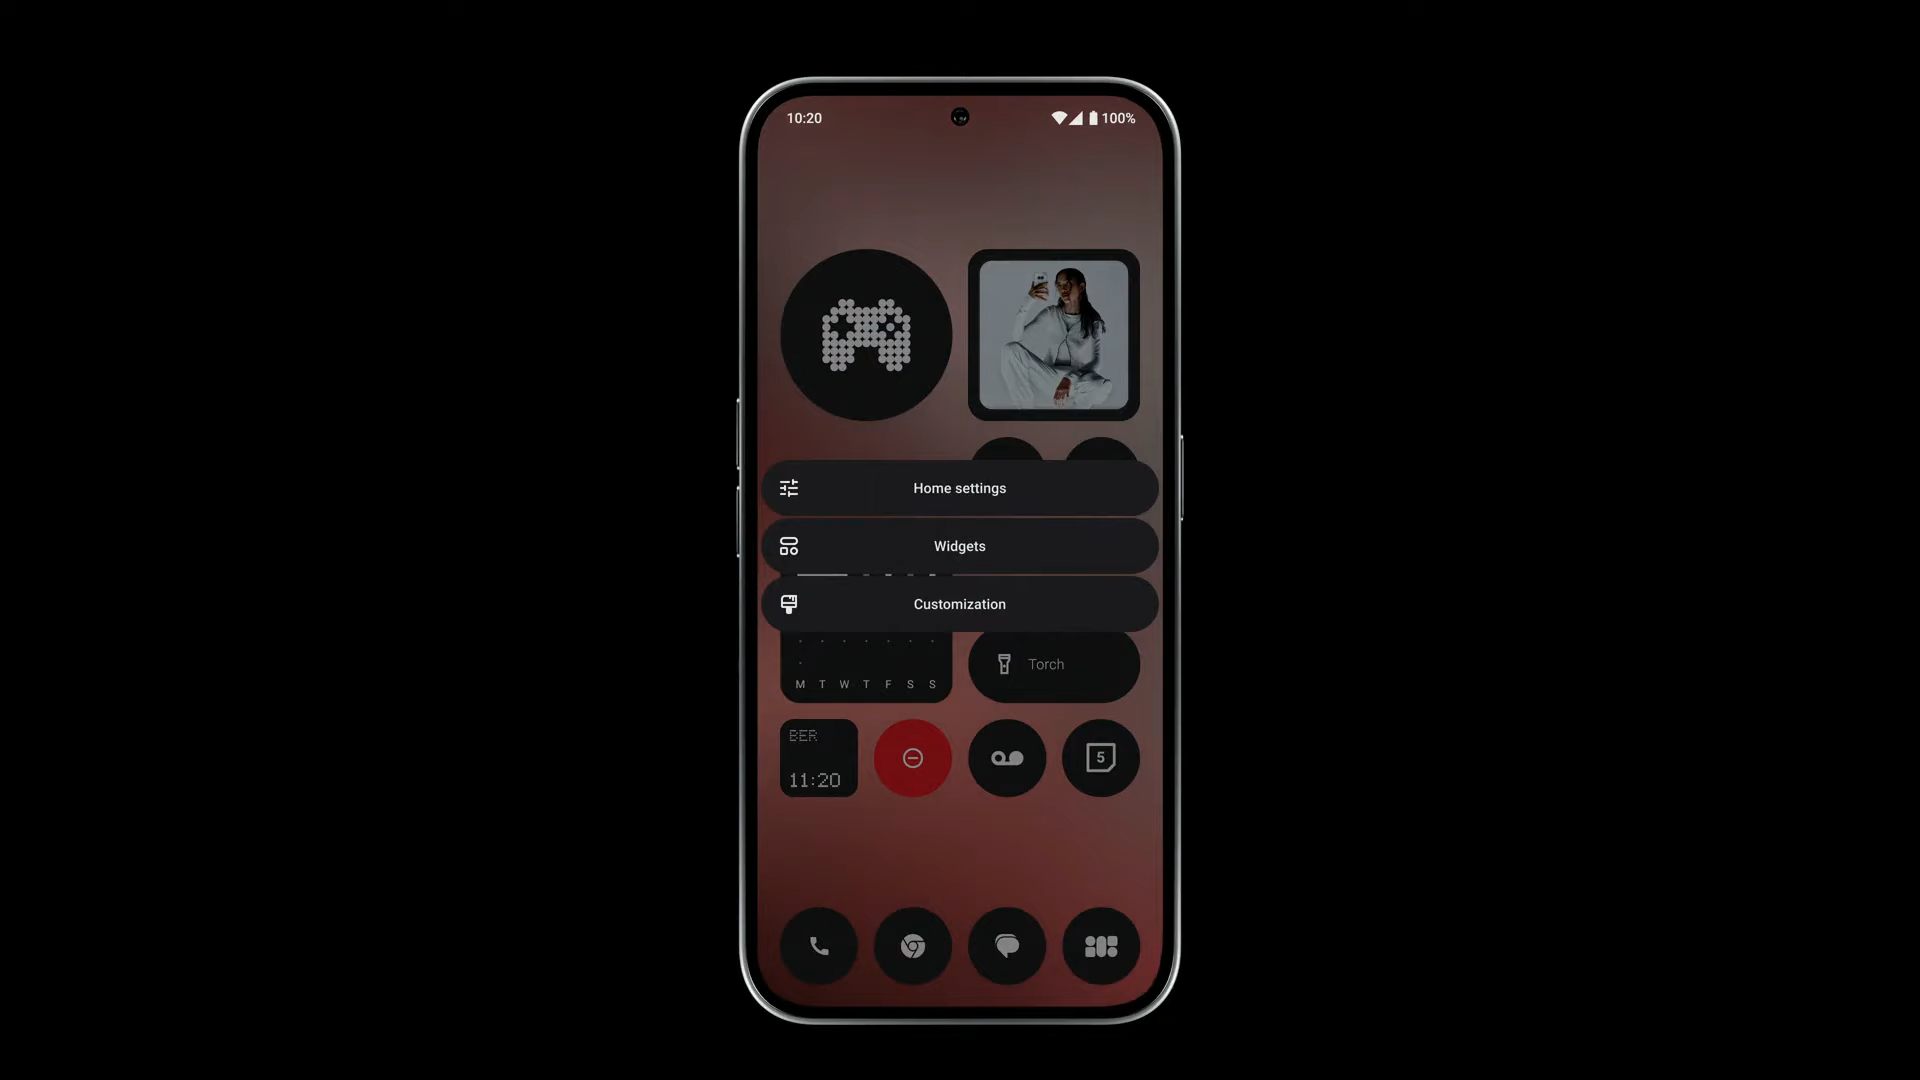 10:20
100%
Home settings
Widgets
Customization
Torch
M T W T F S S
BER
11:20
5